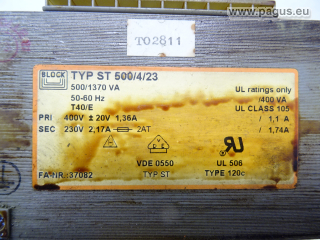 www.pagus.eu
TO2811
BLOCK
TYP ST 500/4/23
500/1370 VA
50-60 Hz
T40/E
UL ratings only
/400 VA
UL CLASS 105
PRI 400V ± 20V 1,36A / 1,1 A
SEC 230V 2,17A 2AT / 1,74A
VDE 0550
TYP ST
UL 506
TYPE 120c
FA-NR.: 37082